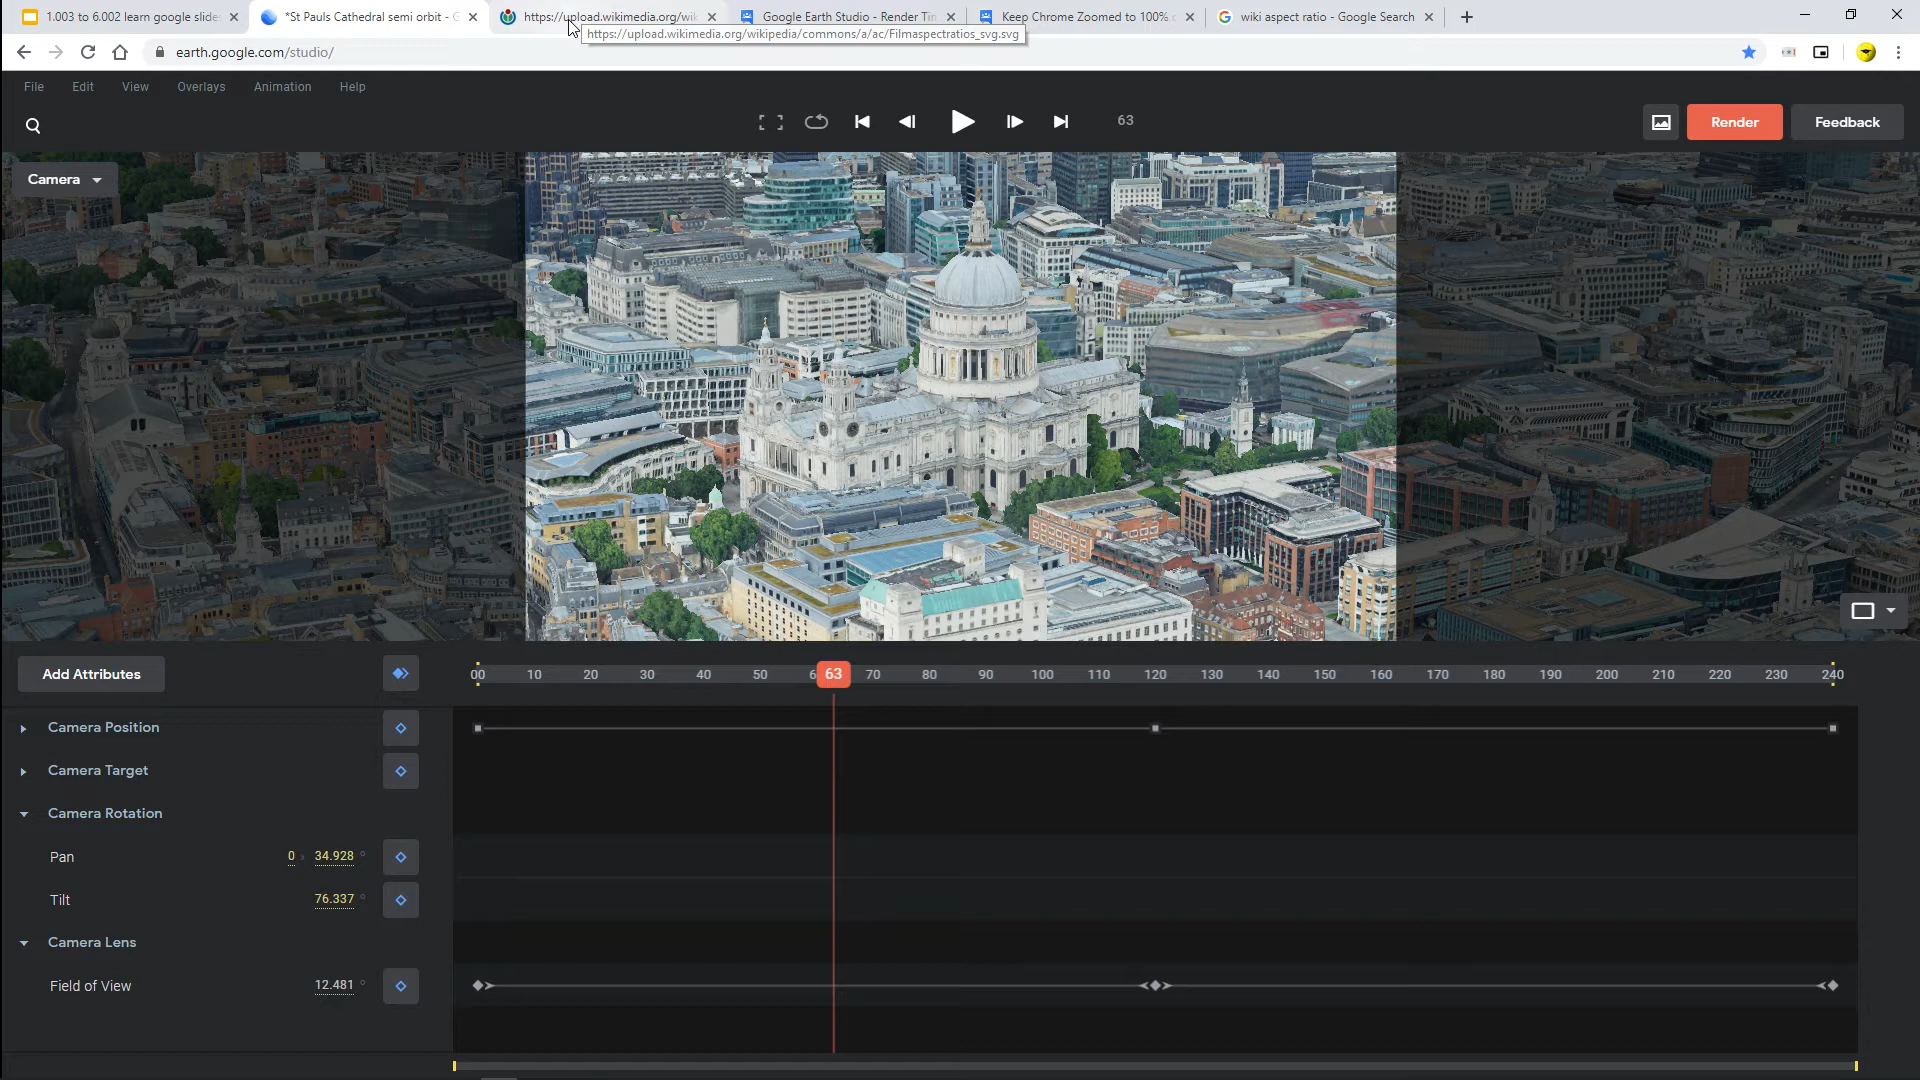 1.003 to 6.002 learn google slide
*St Pauls Cathedral semi orbit - G
https://upload.wikimedia.org/wik
Google Earth Studio - Render Tin
Keep Chrome Zoomed to 100%
wiki aspect ratio - Google Search
https://upload.wikimedia.org/wikipedia/commons/a/ac/Filmaspectratios_svg.svg
earth.google.com/studio/
File Edit View Overlays Animation Help
63
Render
Feedback
Camera
Add Attributes
00 10 20 30 40 50 6 63 70 80 90 100 110 120 130 140 150 160 170 180 190 200 210 220 230 240
Camera Position
Camera Target
Camera Rotation
Pan 0 x 34.928 °
Tilt 76.337 °
Camera Lens
Field of View 12.481 °